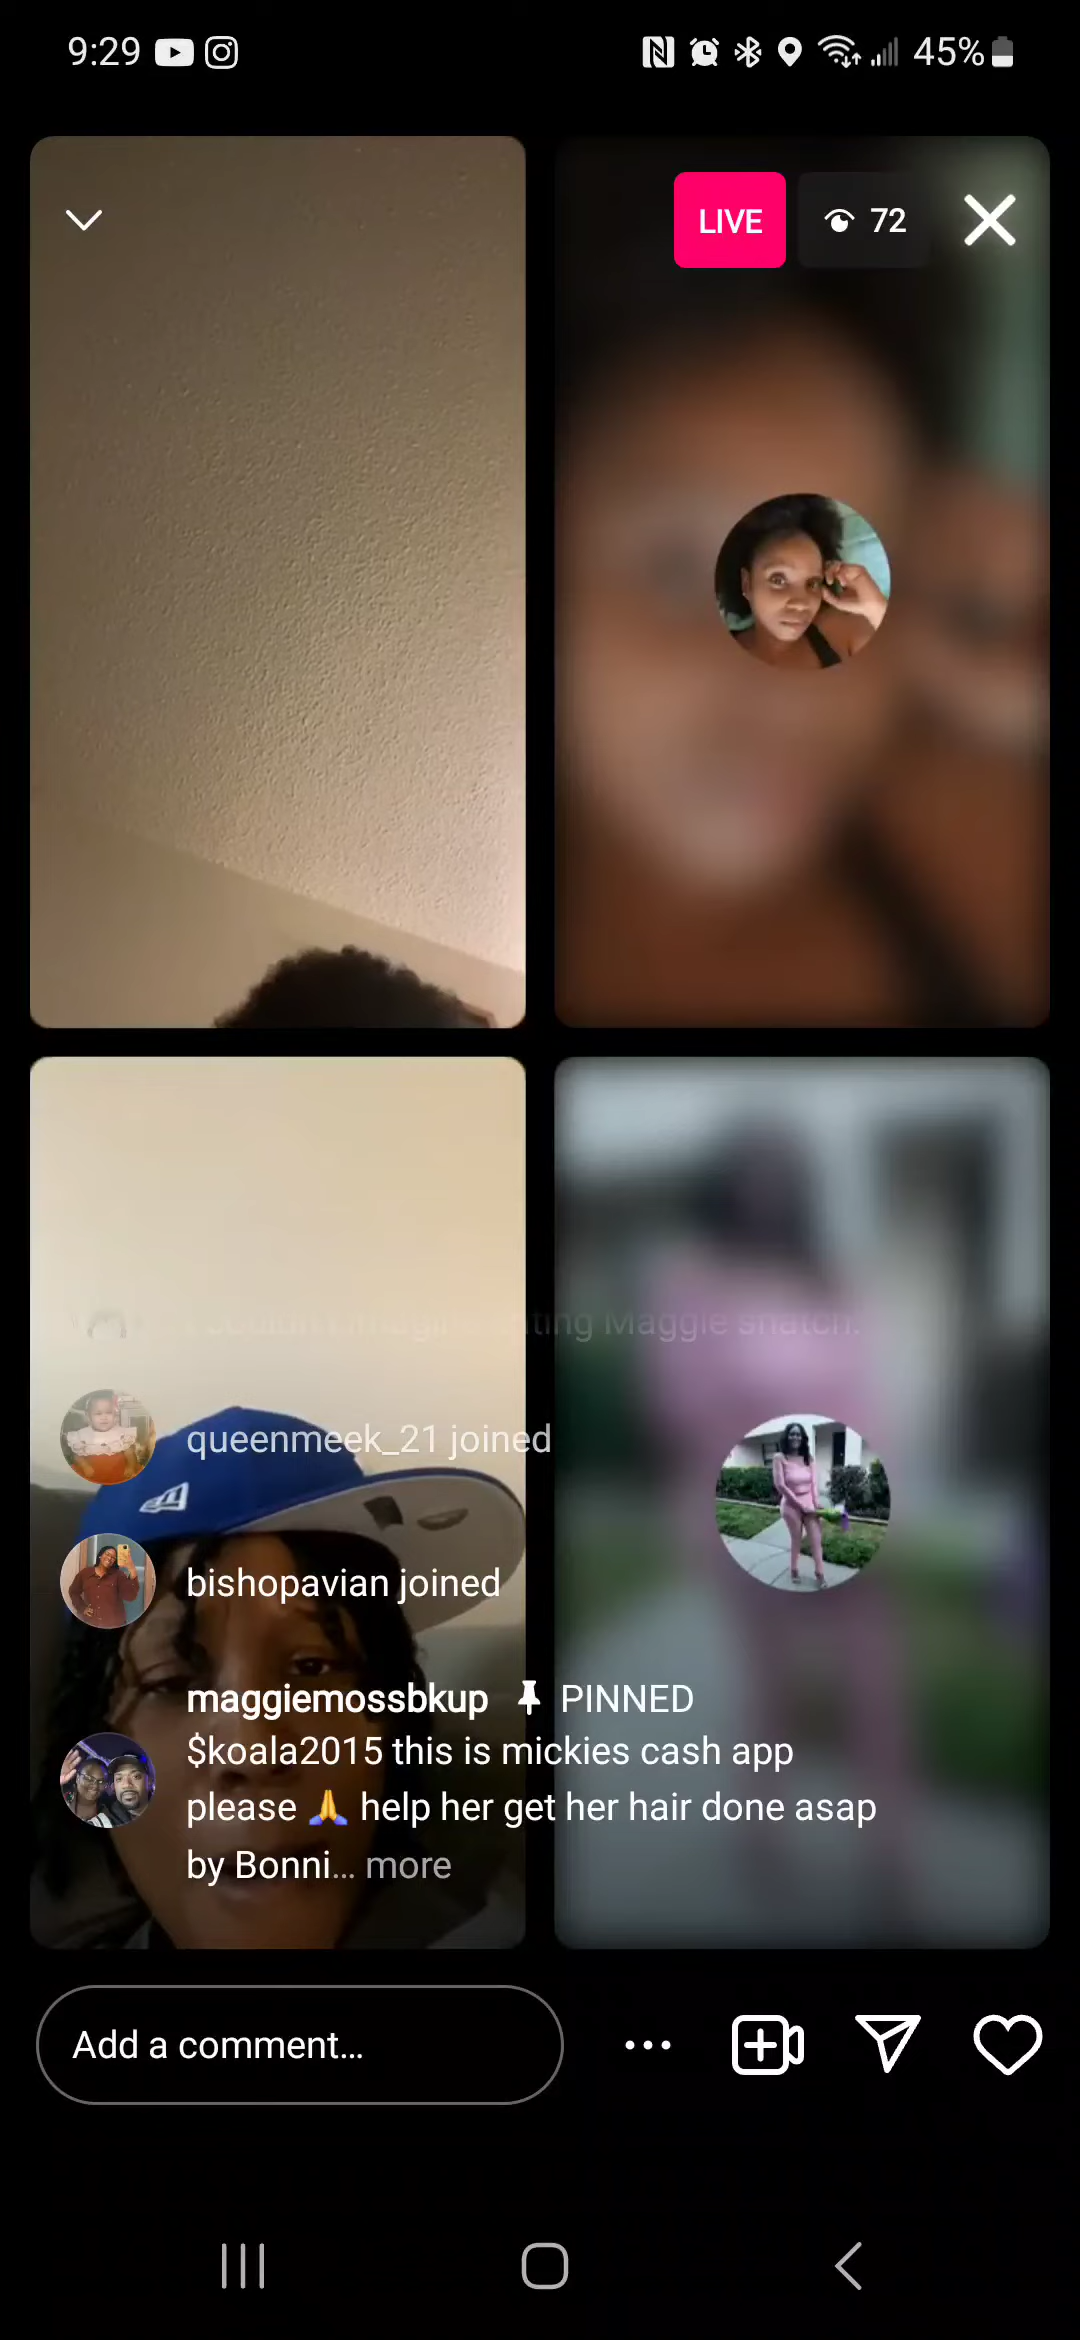 9:29
45%
LIVE
72
queenmeek_21 joined
bishopavian joined
maggiemossbkup PINNED
$koala2015 this is mickies cash app
please 🙏 help her get her hair done asap
by Bonni... more
Add a comment...